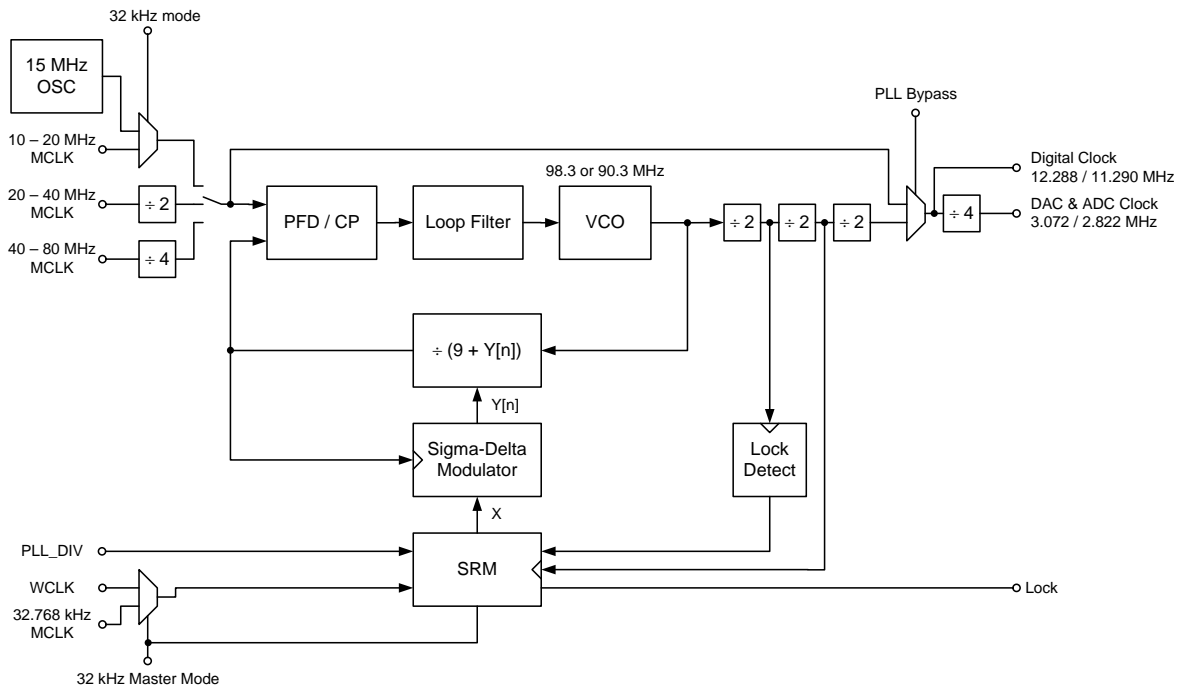 32 kHz mode
15 MHz
OSC
PLL Bypass
10 – 20 MHz
MCLK
98.3 or 90.3 MHz
Digital Clock
12.288 / 11.290 MHz
20 – 40 MHz
MCLK
÷ 2
PFD / CP
Loop Filter
VCO
÷ 2
÷ 2
÷ 2
÷ 4
DAC & ADC Clock
3.072 / 2.822 MHz
40 – 80 MHz
MCLK
÷ 4
÷ (9 + Y[n])
Y[n]
Sigma-Delta
Modulator
Lock
Detect
X
PLL_DIV
SRM
WCLK
Lock
32.768 kHz
MCLK
32 kHz Master Mode